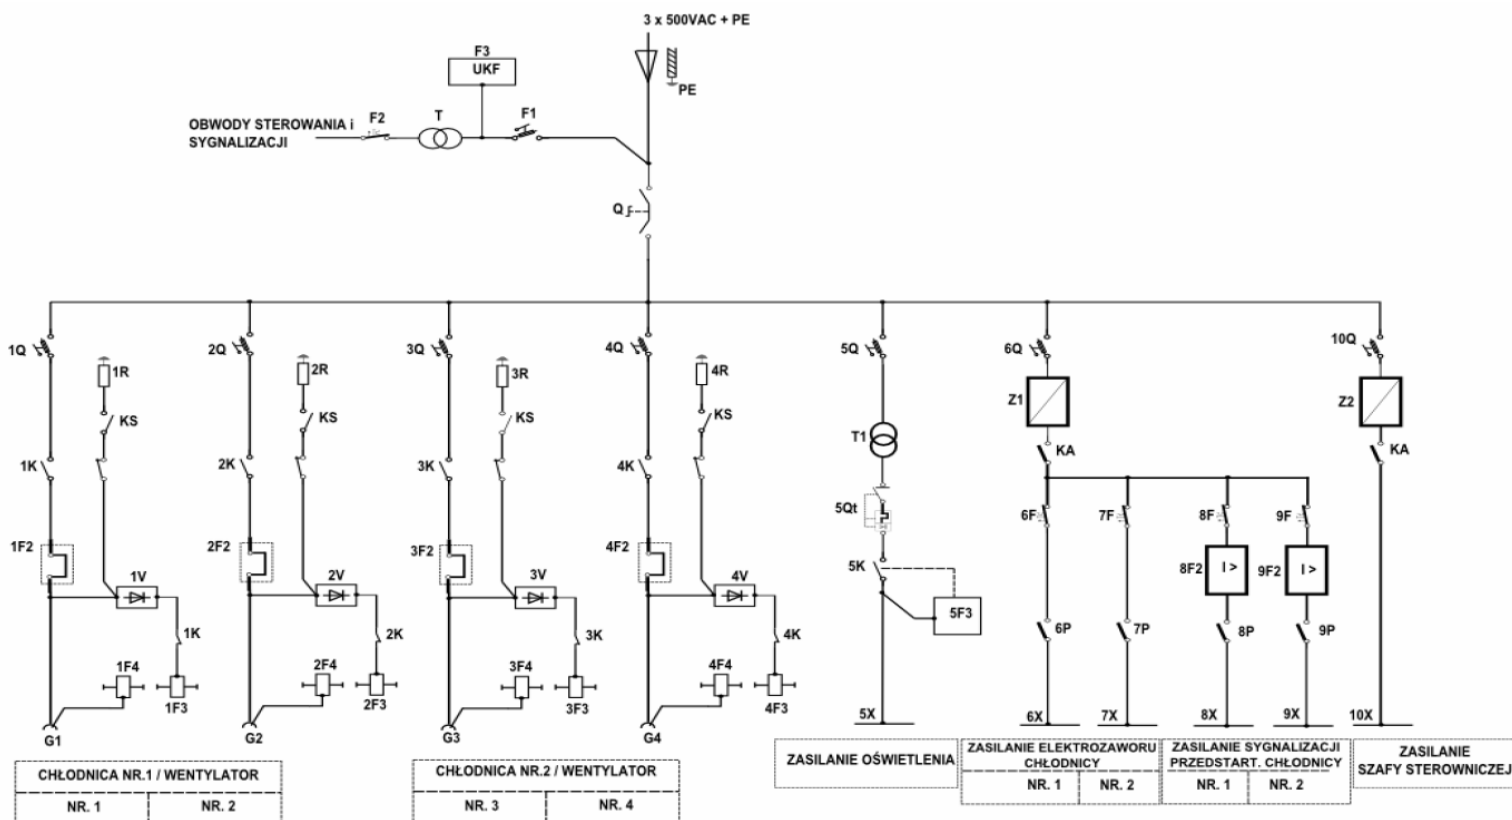 3 x 500VAC + PE
F3
UKF
PE
F2
T
F1
OBWODY STEROWANIA i
SYGNALIZACJI
Q
1Q
2Q
3Q
4Q
5Q
6Q
10Q
1R
2R
3R
4R
Z1
Z2
KS
KS
KS
KS
T1
KA
KA
1K
2K
3K
4K
5Qt
6F
7F
8F
9F
1F2
2F2
3F2
4F2
8F2
I >
9F2
I >
1V
2V
3V
4V
5K
5F3
1K
2K
3K
4K
6P
7P
8P
9P
1F4
2F4
3F4
4F4
1F3
2F3
3F3
4F3
5X
6X
7X
8X
9X
10X
G1
G2
G3
G4
CHŁODNICA NR.1 / WENTYLATOR
NR. 1
NR. 2
CHŁODNICA NR.2 / WENTYLATOR
NR. 3
NR. 4
ZASILANIE OŚWIETLENIA
ZASILANIE ELEKTROZAWORU
CHŁODNICY
NR. 1
NR. 2
ZASILANIE SYGNALIZACJI
PRZEDSTART. CHŁODNICY
NR. 1
NR. 2
ZASILANIE
SZAFY STEROWNICZEJ